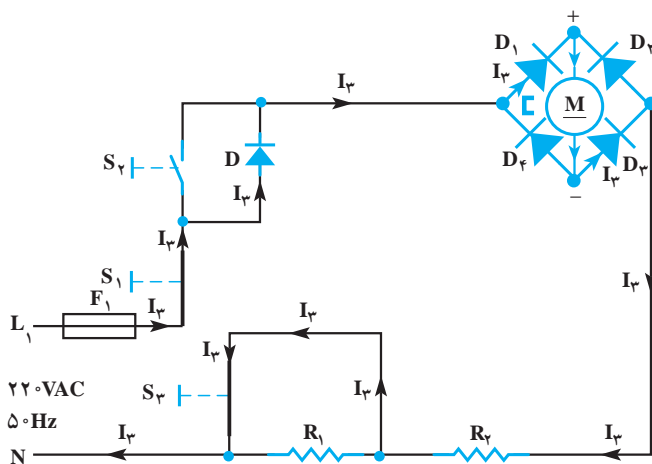 +
D۱ D۲
I۳ I۳
M
S۲ D D۴ D۳
I۳ I۳
−
I۳
S۱
F۱
L۱ I۳ I۳
I۳
I۳ I۳
۲۲۰VAC S۳
۵۰Hz
I۳ R۱ R۲ I۳
N